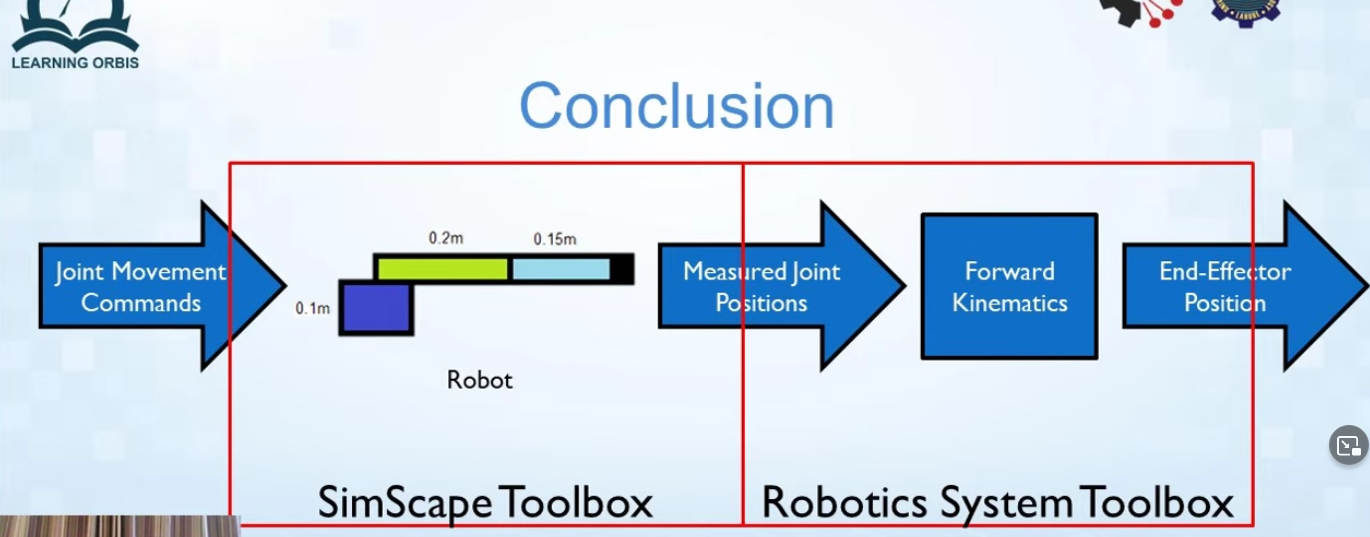 LEARNING ORBIS
Conclusion
Joint Movement
Commands
0.2m
0.15m
0.1m
Robot
Measured Joint
Positions
Forward
Kinematics
End-Effector
Position
SimScape Toolbox
Robotics System Toolbox